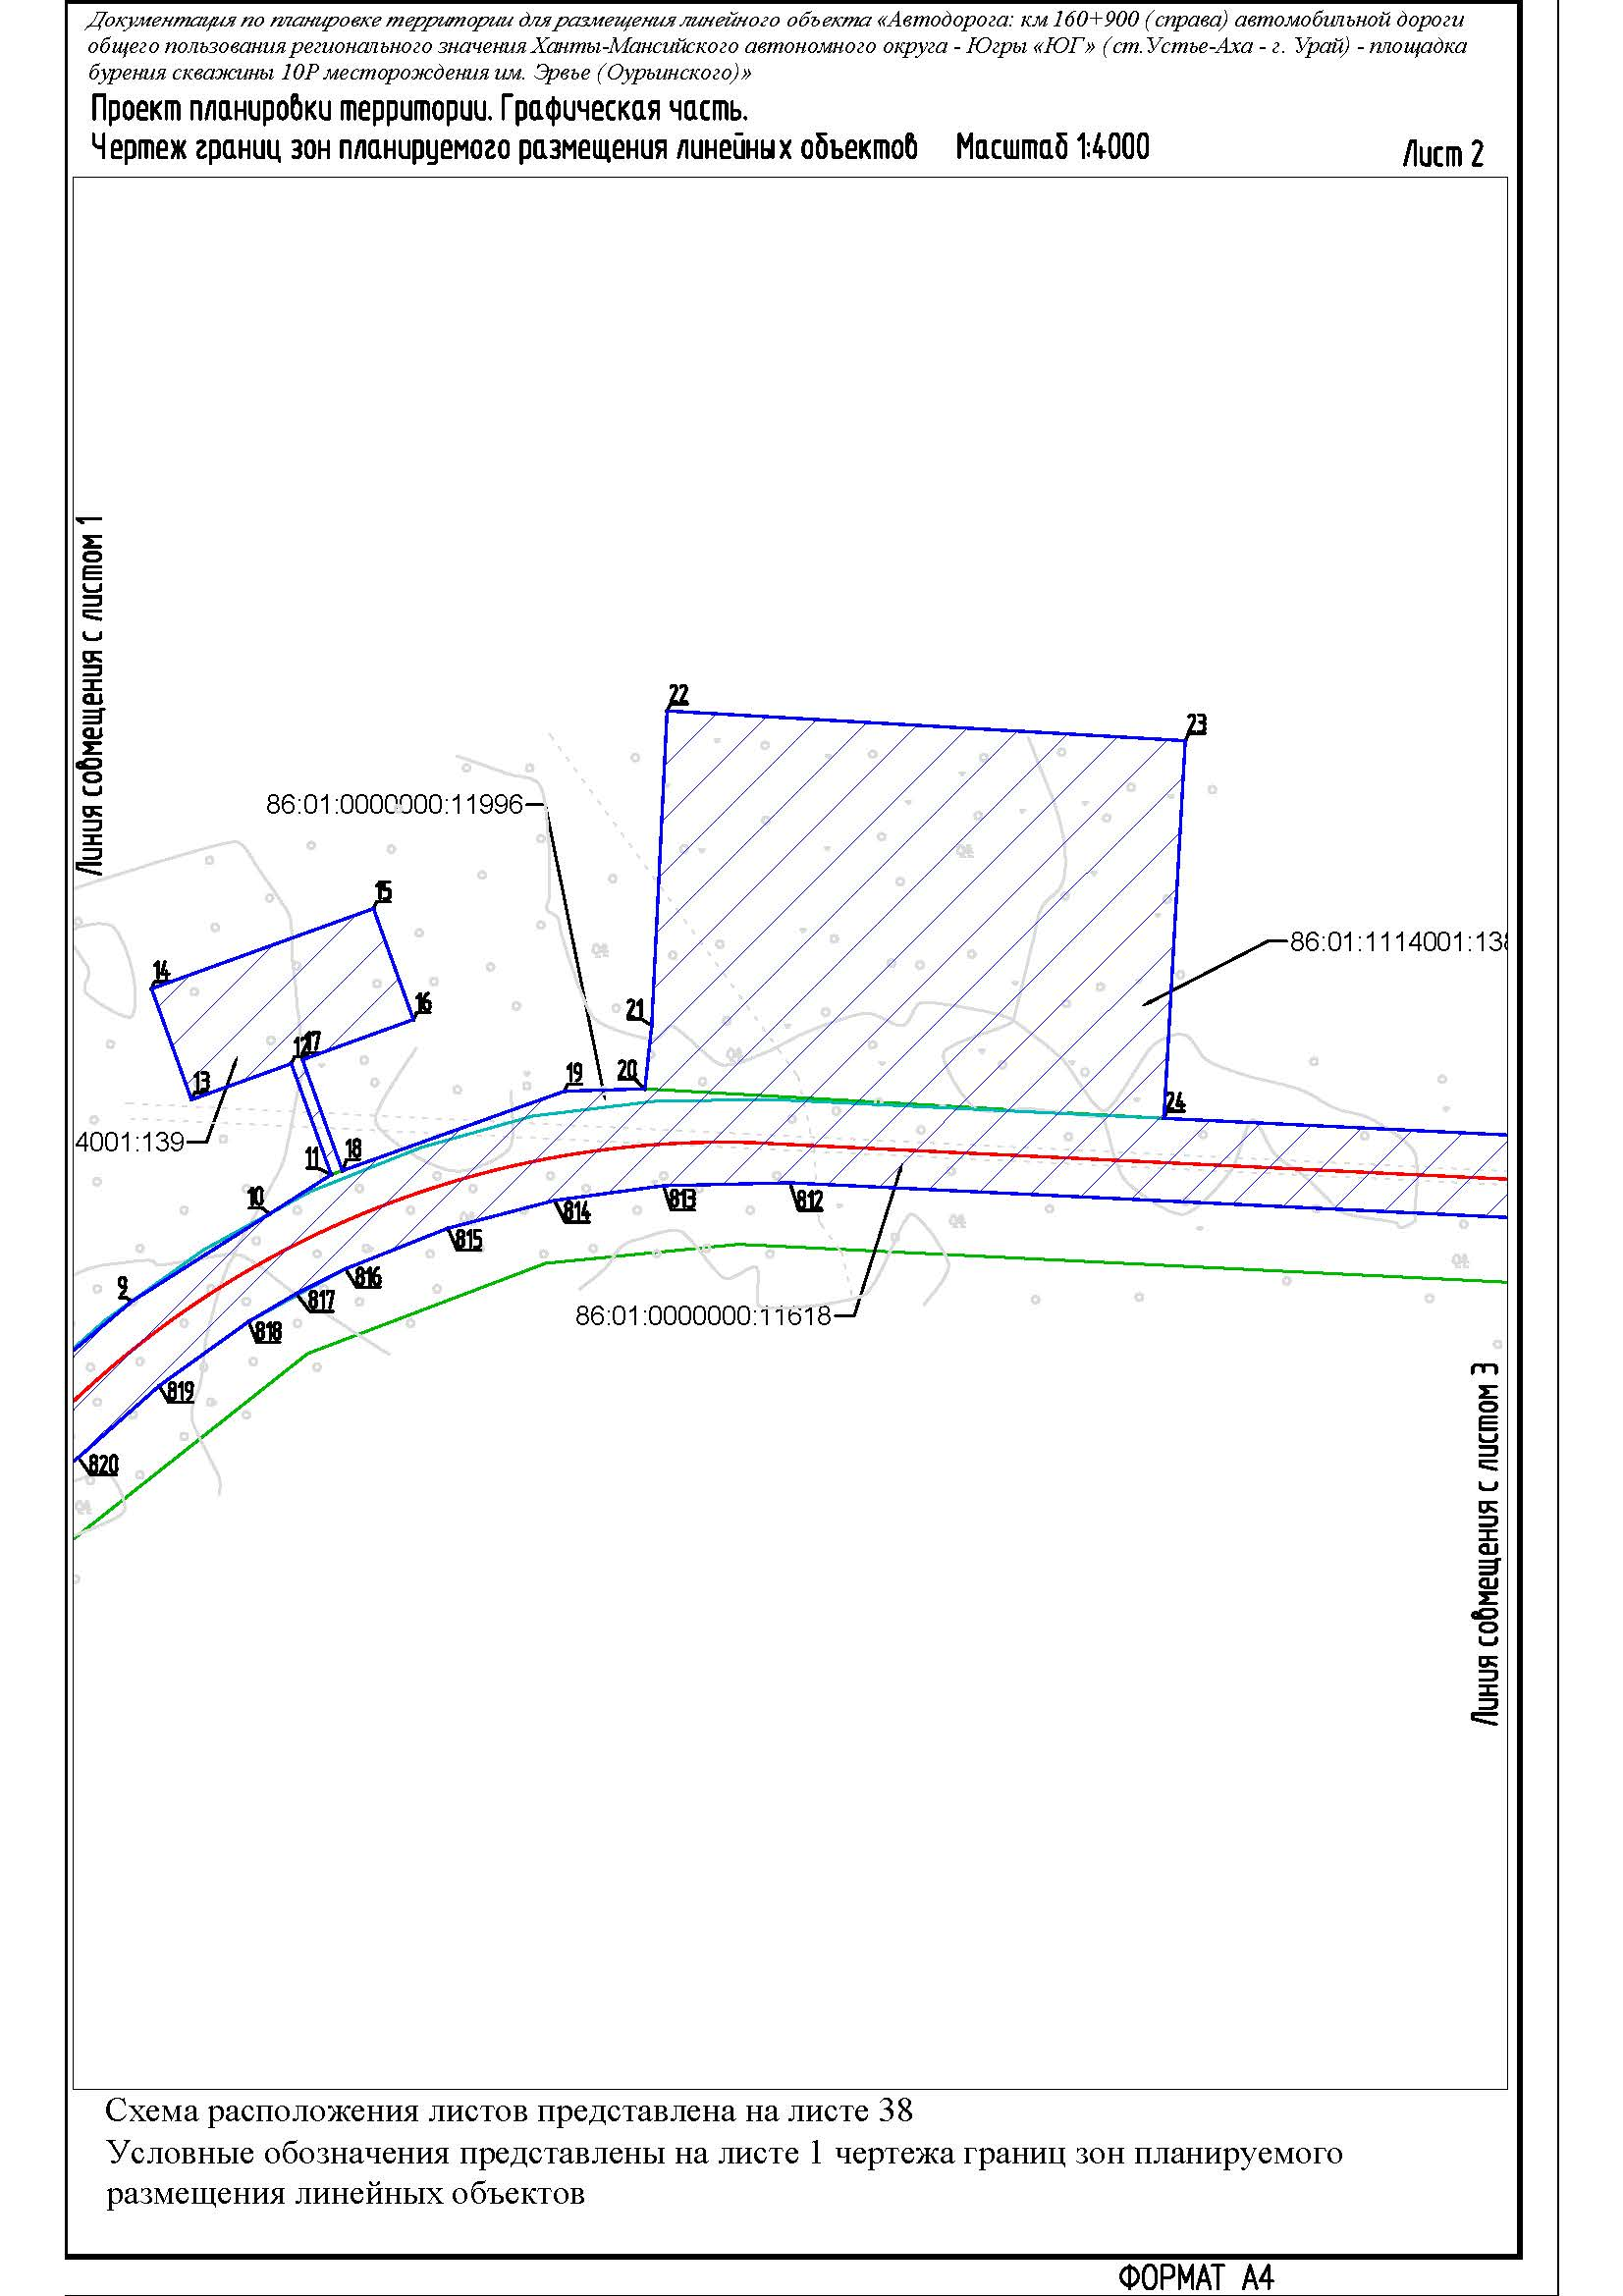 Документация по планировке территории для размещения линейного объекта «Автодорога: км 160+900 (справа) автомобильной дороги
общего пользования регионального значения Ханты-Мансийского автономного округа - Югры «ЮГ» (ст.Устье-Аха - г. Урай) - площадка
бурения скважины 10Р месторождения им. Эрвье (Оурьинского)»
Проект планировки территории. Графическая часть.
Чертеж границ зон планируемого размещения линейных объектов Масштаб 1:4000
Лист 2
Линия совмещения с листом 1
22
23
86:01:0000000:11996
15
14
86:01:1114001:138
16
21
12
17
13
19
20
24
4001:139
11
18
10
813
812
814
815
9
816
817
86:01:0000000:11618
818
819
820
Линия совмещения с листом 3
Схема расположения листов представлена на листе 38
Условные обозначения представлены на листе 1 чертежа границ зон планируемого
размещения линейных объектов
ФОРМАТ А4